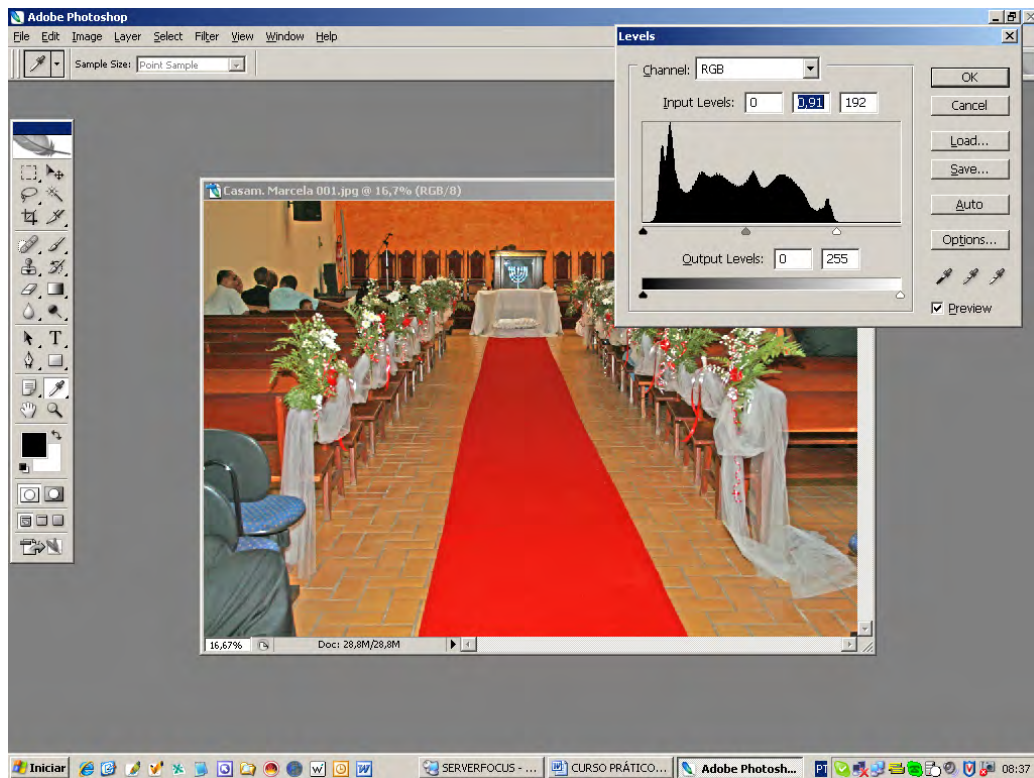 Adobe Photoshop
File Edit Image Layer Select Filter View Window Help
Sample Size: Point Sample
Levels
Channel: RGB
OK
Input Levels: 0 0,91 192
Cancel
Load...
Save...
Auto
Options...
Output Levels: 0 255
Preview
Casam. Marcela 001.jpg @ 16,7% (RGB/8)
T
16,67% Doc: 28,8M/28,8M
Iniciar W W SERVERFOCUS - ... CURSO PRÁTICO... Adobe Photosh... PT 08:33